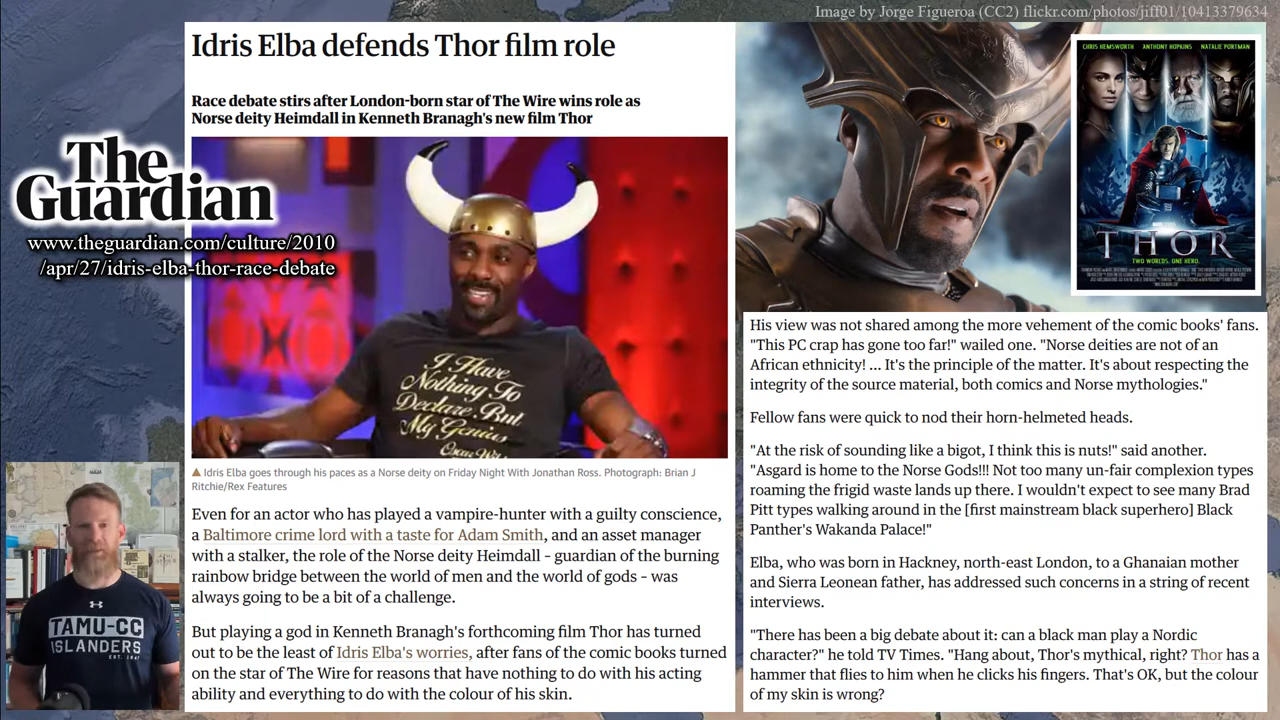 Image by Jorge Figueroa (CC2) flickr.com/photos/jiff01/10413379634
Idris Elba defends Thor film role
Race debate stirs after London-born star of The Wire wins role as
Norse deity Heimdall in Kenneth Branagh's new film Thor
The
Guardian
www.theguardian.com/culture/2010
/apr/27/idris-elba-thor-race-debate
I Have
Nothing To
Declare, But
My Genius
▲ Idris Elba goes through his paces as a Norse deity on Friday Night With Jonathan Ross. Photograph: Brian J
Ritchie/Rex Features
Even for an actor who has played a vampire-hunter with a guilty conscience,
a Baltimore crime lord with a taste for Adam Smith, and an asset manager
with a stalker, the role of the Norse deity Heimdall – guardian of the burning
rainbow bridge between the world of men and the world of gods – was
always going to be a bit of a challenge.
But playing a god in Kenneth Branagh's forthcoming film Thor has turned
out to be the least of Idris Elba's worries, after fans of the comic books turned
on the star of The Wire for reasons that have nothing to do with his acting
ability and everything to do with the colour of his skin.
TAMU-CC
ISLANDERS
CHRIS HEMSWORTH ANTHONY HOPKINS NATALIE PORTMAN
THOR
TWO WORLDS. ONE HERO.
His view was not shared among the more vehement of the comic books' fans.
"This PC crap has gone too far!" wailed one. "Norse deities are not of an
African ethnicity! ... It's the principle of the matter. It's about respecting the
integrity of the source material, both comics and Norse mythologies."
Fellow fans were quick to nod their horn-helmeted heads.
"At the risk of sounding like a bigot, I think this is nuts!" said another.
"Asgard is home to the Norse Gods!!! Not too many un-fair complexion types
roaming the frigid waste lands up there. I wouldn't expect to see many Brad
Pitt types walking around in the [first mainstream black superhero] Black
Panther's Wakanda Palace!"
Elba, who was born in Hackney, north-east London, to a Ghanaian mother
and Sierra Leonean father, has addressed such concerns in a string of recent
interviews.
"There has been a big debate about it: can a black man play a Nordic
character?" he told TV Times. "Hang about, Thor's mythical, right? Thor has a
hammer that flies to him when he clicks his fingers. That's OK, but the colour
of my skin is wrong?